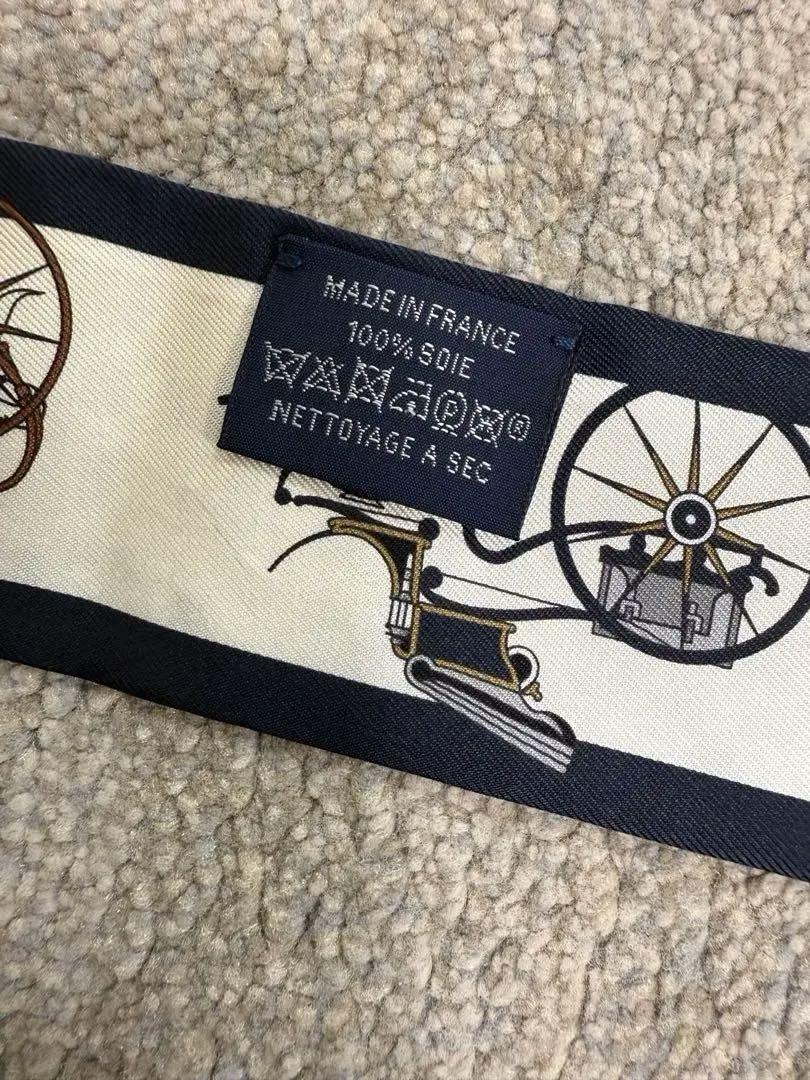 MADE IN FRANCE
100% SOIE
P ®
NETTOYAGE A SEC